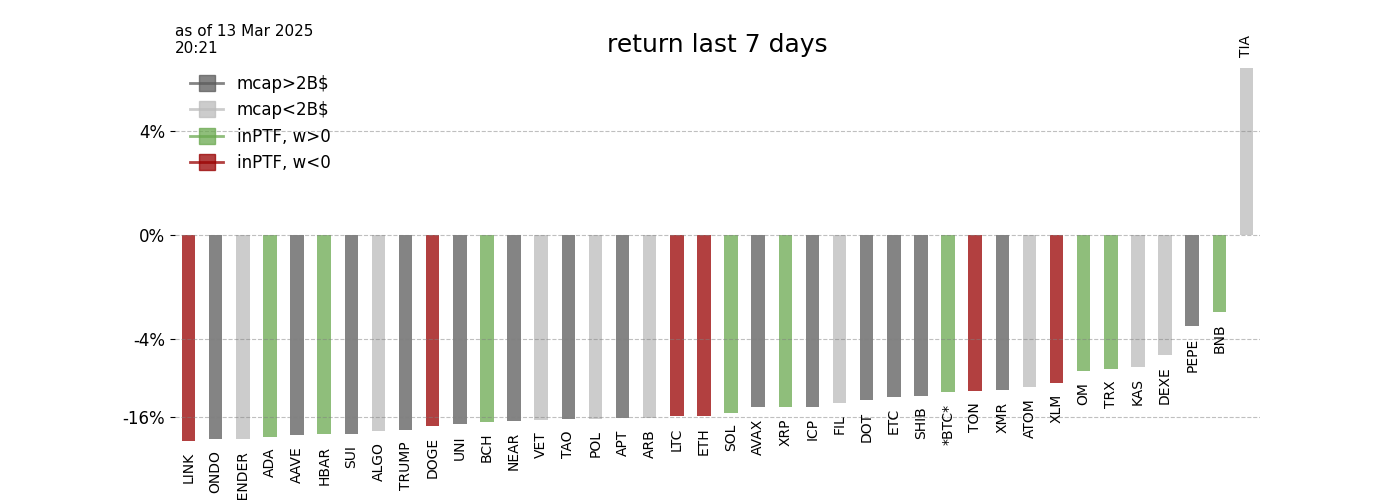 as of 13 Mar 2025
20:21
return last 7 days
mcap>2B$
mcap<2B$
inPTF, w>0
inPTF, w<0
4%
0%
-4%
-16%
LINK
ONDO
ENDER
ADA
AAVE
HBAR
SUI
ALGO
TRUMP
DOGE
UNI
BCH
NEAR
VET
TAO
POL
APT
ARB
LTC
ETH
SOL
AVAX
XRP
ICP
FIL
DOT
ETC
SHIB
*BTC*
TON
XMR
ATOM
XLM
OM
TRX
KAS
DEXE
PEPE
BNB
TIA